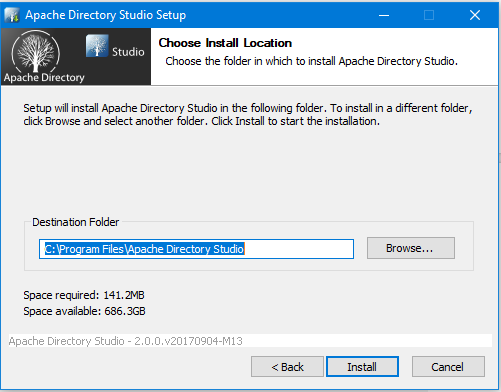 Apache Directory Studio Setup
Studio
Apache Directory
Choose Install Location
Choose the folder in which to install Apache Directory Studio.
Setup will install Apache Directory Studio in the following folder. To install in a different folder,
click Browse and select another folder. Click Install to start the installation.
Destination Folder
C:\Program Files\Apache Directory Studio
Browse...
Space required: 141.2MB
Space available: 686.3GB
Apache Directory Studio - 2.0.0.v20170904-M13
< Back
Install
Cancel